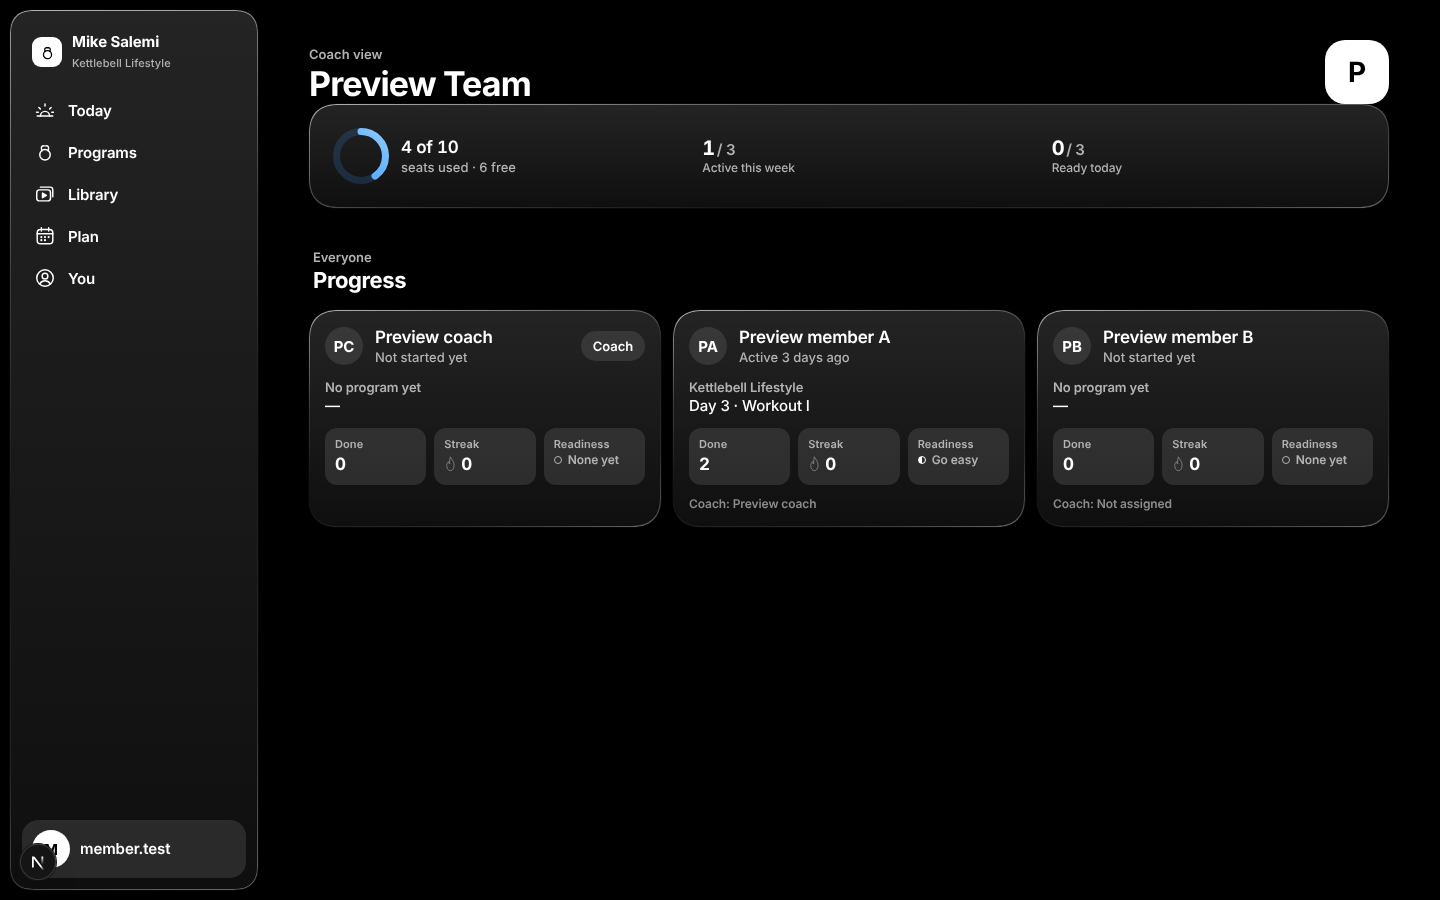 Mike Salemi
Kettlebell Lifestyle
Today
Programs
Library
Plan
You
member.test
N
Coach view
Preview Team
P
4 of 10
seats used · 6 free
1 / 3
Active this week
0 / 3
Ready today
Everyone
Progress
PC
Preview coach
Not started yet
Coach
No program yet
—
Done
0
Streak
0
Readiness
None yet
PA
Preview member A
Active 3 days ago
Kettlebell Lifestyle
Day 3 · Workout I
Done
2
Streak
0
Readiness
Go easy
Coach: Preview coach
PB
Preview member B
Not started yet
No program yet
—
Done
0
Streak
0
Readiness
None yet
Coach: Not assigned